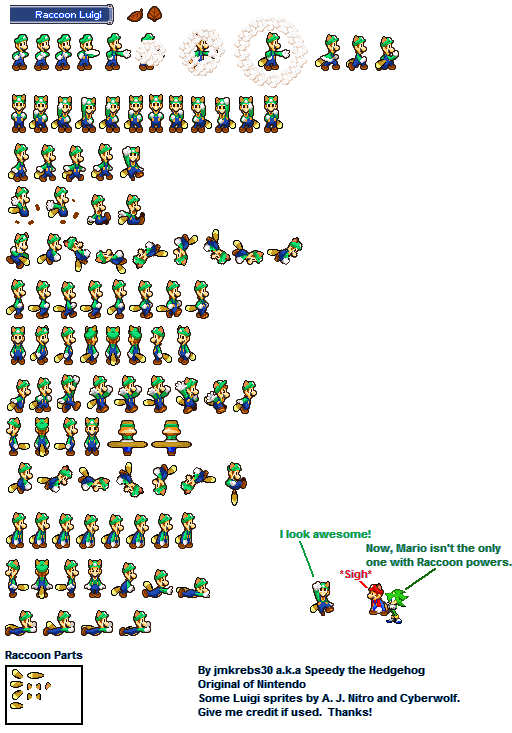 Raccoon Luigi
I look awesome!
Now, Mario isn't the only
one with Raccoon powers.
*Sigh*
Raccoon Parts
By jmkrebs30 a.k.a Speedy the Hedgehog
Original of Nintendo
Some Luigi sprites by A. J. Nitro and Cyberwolf.
Give me credit if used.  Thanks!